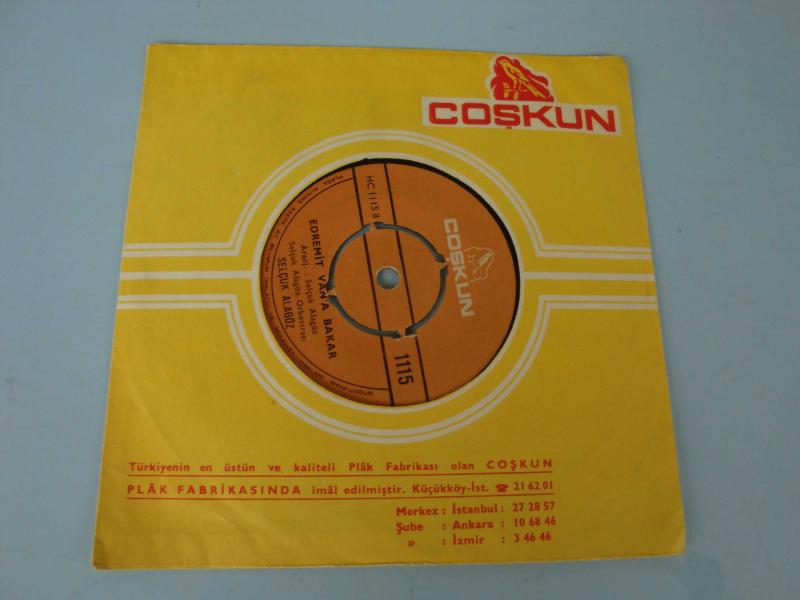 COŞKUN
COŞKUN
HC 1115 B
1115
EDREMİT VAN'A BAKAR
Aranj. : Selçuk Alagöz
Selçuk Alagöz Orkestrası
SELÇUK ALAGÖZ
Türkiyenin en üstün ve kaliteli Plâk Fabrikası olan COŞKUN
PLÂK FABRİKASINDA imâl edilmiştir. Küçükköy-İst. ☎ 21 62 01
Merkez : İstanbul : 27 28 57
Şube : Ankara : 10 68 46
» : İzmir : 3 46 46